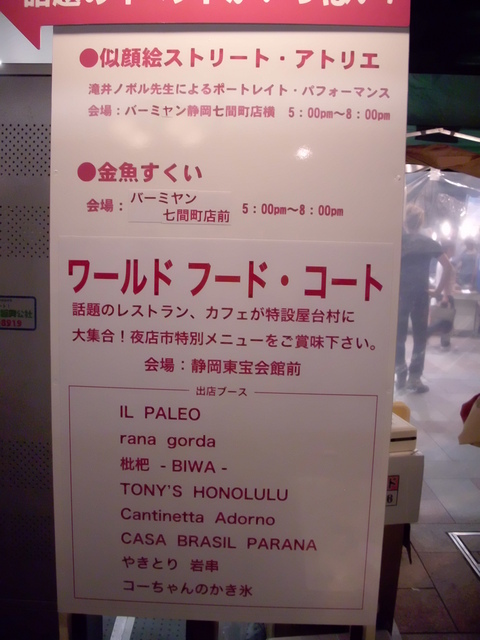 ●似顔絵ストリート・アトリエ
滝井ノボル先生によるポートレイト・パフォーマンス
会場：バーミヤン静岡七間町店横 5：00pm〜8：00pm
●金魚すくい
会場：バーミヤン
七間町店前 5：00pm〜8：00pm
ワールド フード・コート
話題のレストラン、カフェが特設屋台村に
大集合！夜店市特別メニューをご賞味下さい。
会場：静岡東宝会館前
出店ブース
IL PALEO
rana gorda
枇杷 -BIWA-
TONY'S HONOLULU
Cantinetta Adorno
CASA BRASIL PARANA
やきとり 岩串
コーちゃんのかき氷